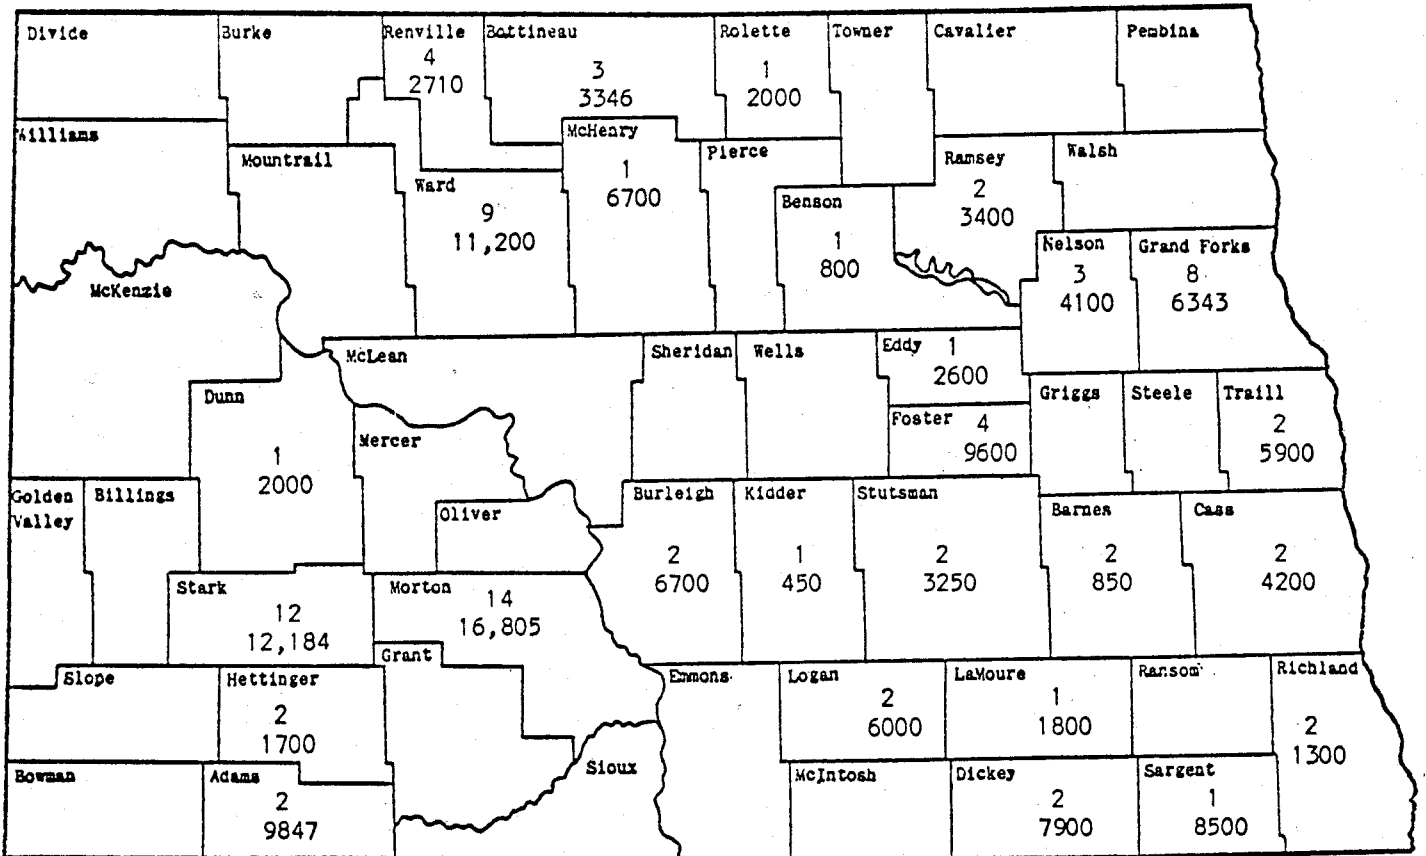 Divide
Burke
Renville
4
2710
Bottineau
3
3346
Rolette
1
2000
Towner
Cavalier
Pembina
Williams
Mountrail
Ward
9
11,200
McHenry
1
6700
Pierce
Benson
1
800
Ramsey
2
3400
Walsh
Nelson
3
4100
Grand Forks
8
6343
McKenzie
McLean
Sheridan
Wells
Eddy 1
2600
Foster 4
9600
Griggs
Steele
Traill
2
5900
Dunn
1
2000
Mercer
Oliver
Golden
Valley
Billings
Burleigh
2
6700
Kidder
1
450
Stutsman
2
3250
Barnes
2
850
Cass
2
4200
Stark
12
12,184
Morton
14
16,805
Grant
Slope
Hettinger
2
1700
Emmons
Logan
2
6000
LaMoure
1
1800
Ransom
Richland
2
1300
Bowman
Adams
2
9847
Sioux
McIntosh
Dickey
2
7900
Sargent
1
8500